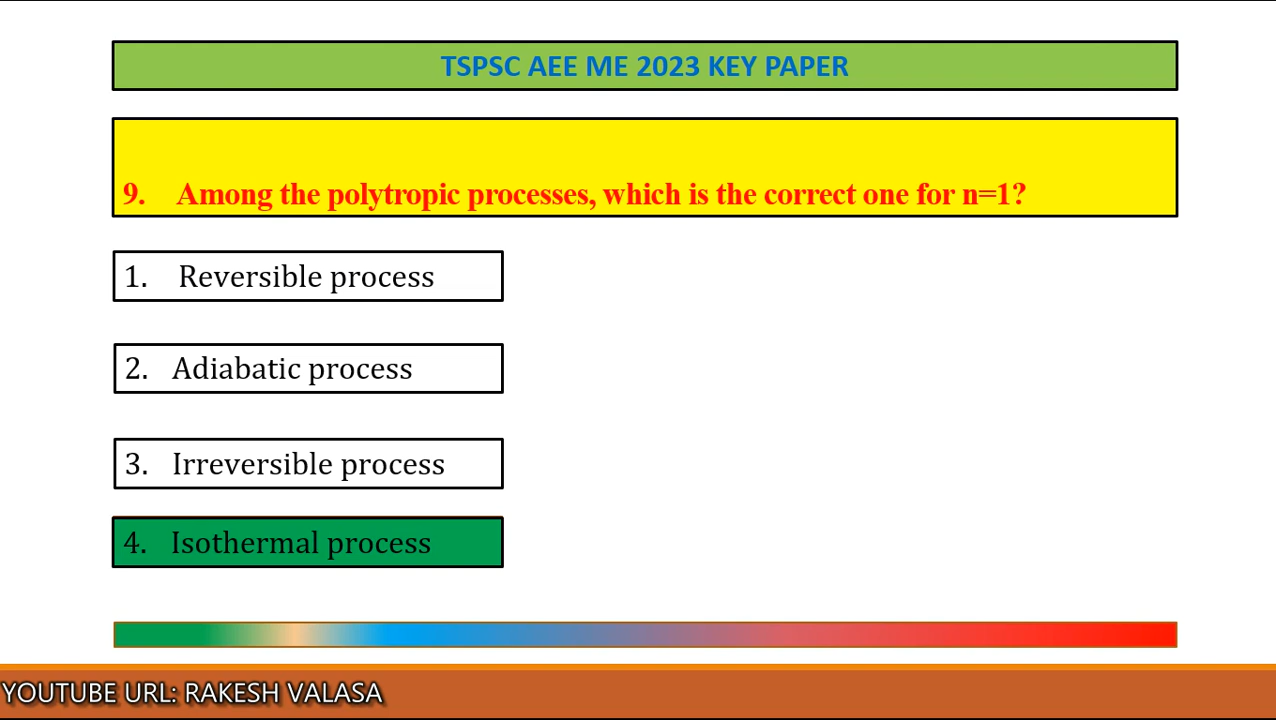 TSPSC AEE ME 2023 KEY PAPER
9. Among the polytropic processes, which is the correct one for n=1?
1. Reversible process
2. Adiabatic process
3. Irreversible process
4. Isothermal process
YOUTUBE URL: RAKESH VALASA